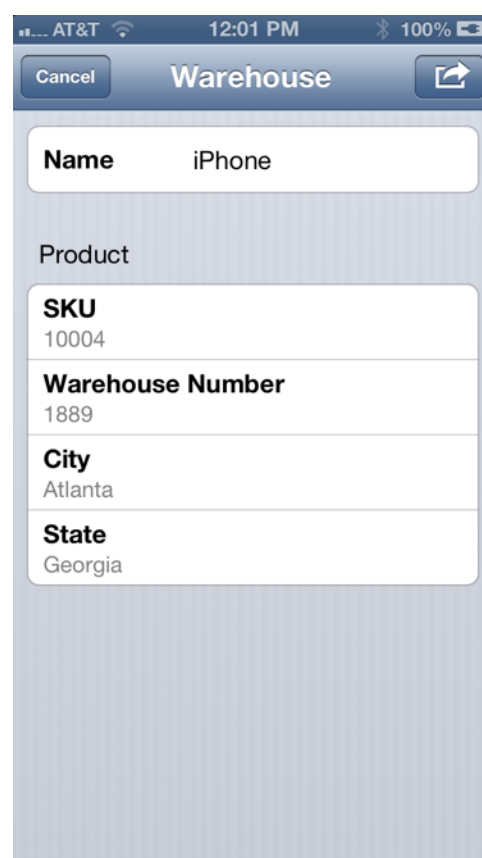 AT&T 12:01 PM 100%
Cancel Warehouse
Name iPhone
Product
SKU
10004
Warehouse Number
1889
City
Atlanta
State
Georgia